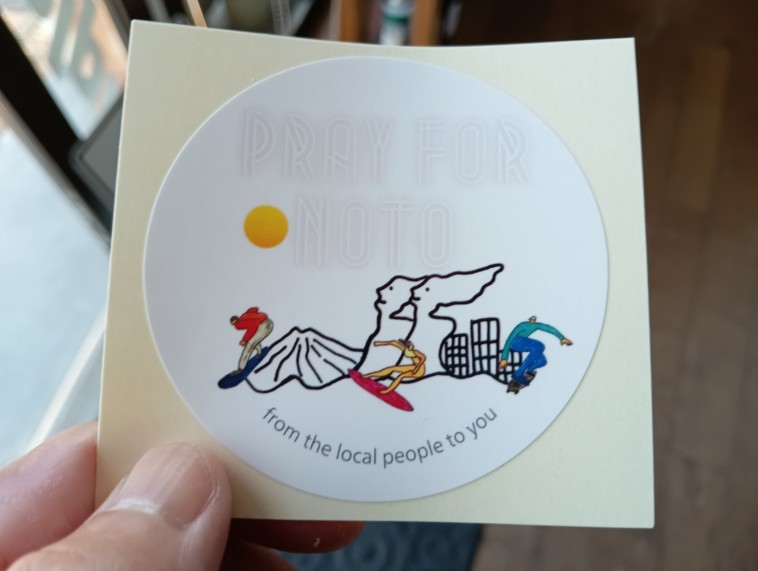 PRAY FOR
NOTO
from the local people to you